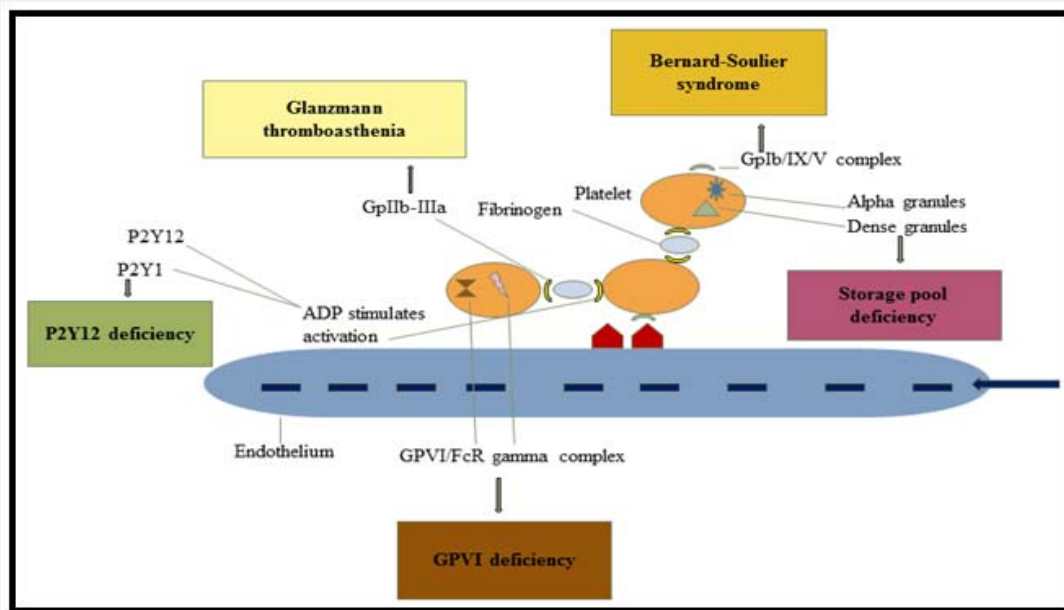 Bernard-Soulier
syndrome
Glanzmann
thromboasthenia
GpIb/IX/V complex
Platelet
Alpha granules
GpIIb-IIIa
Fibrinogen
Dense granules
P2Y12
P2Y1
Storage pool
deficiency
ADP stimulates
activation
P2Y12 deficiency
Endothelium
GPVI/FcR gamma complex
GPVI deficiency